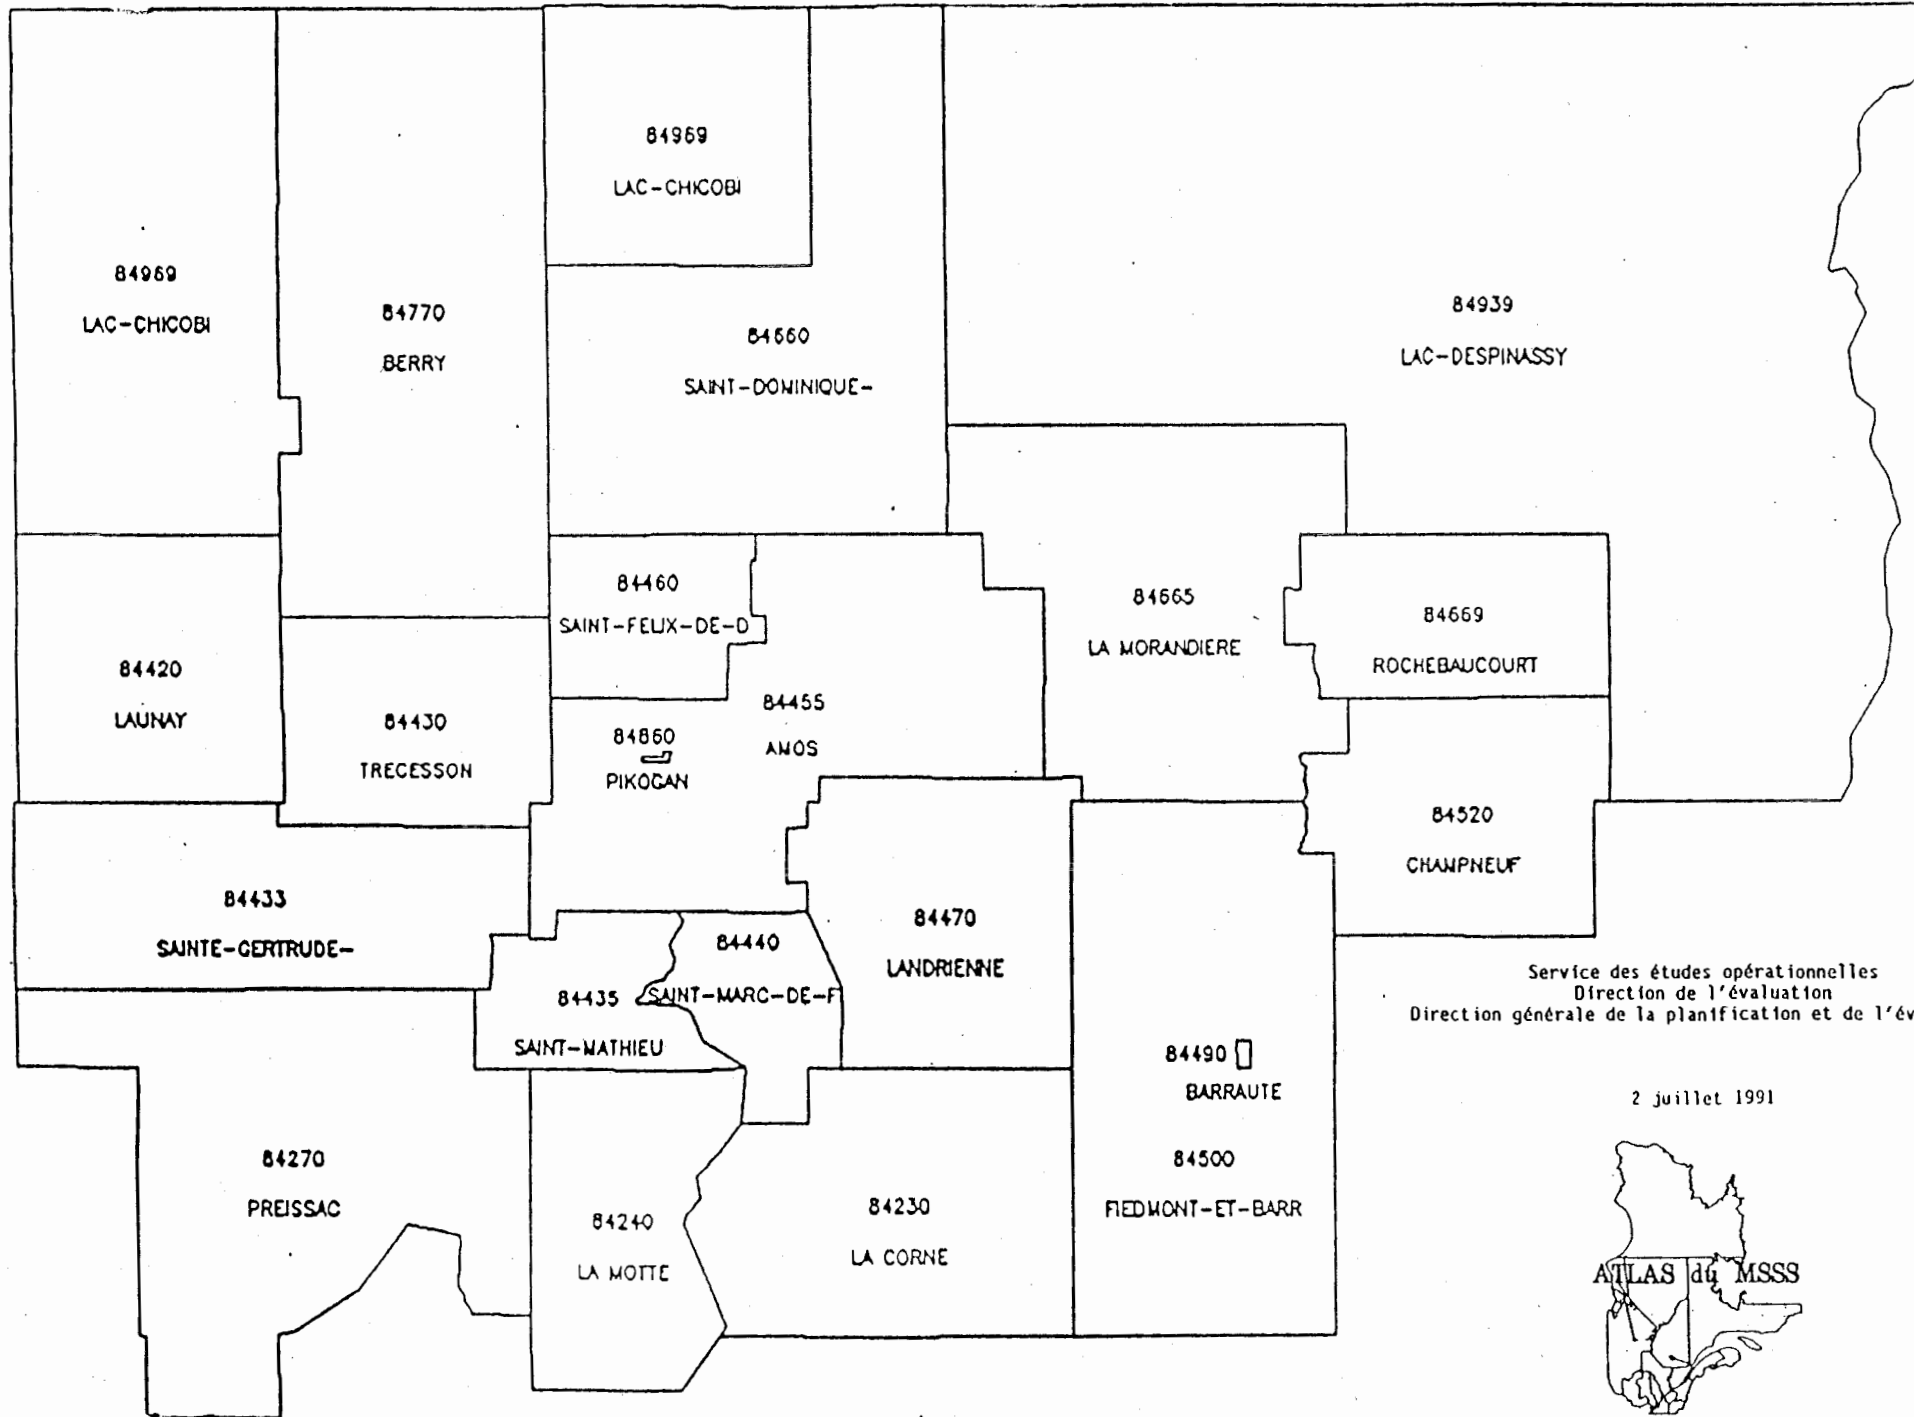 84969
LAC-CHICOBI
84969
LAC-CHICOBI
84770
BERRY
84660
SAINT-DOMINIQUE-
84939
LAC-DESPINASSY
84460
SAINT-FELIX-DE-D
84665
LA MORANDIERE
84669
ROCHEBAUCOURT
84420
LAUNAY
84430
TRECESSON
84860
PIKOGAN
84455
AMOS
84520
CHAMPNEUF
84433
SAINTE-GERTRUDE-
84470
LANDRIENNE
84440
SAINT-MARC-DE-F
84435
SAINT-MATHIEU
84490
BARRAUTE
84500
FIEDMONT-ET-BARR
84270
PREISSAC
84240
LA MOTTE
84230
LA CORNE
Service des études opérationnelles
Direction de l'évaluation
Direction générale de la planification et de l'év
2 juillet 1991
ATLAS du MSSS